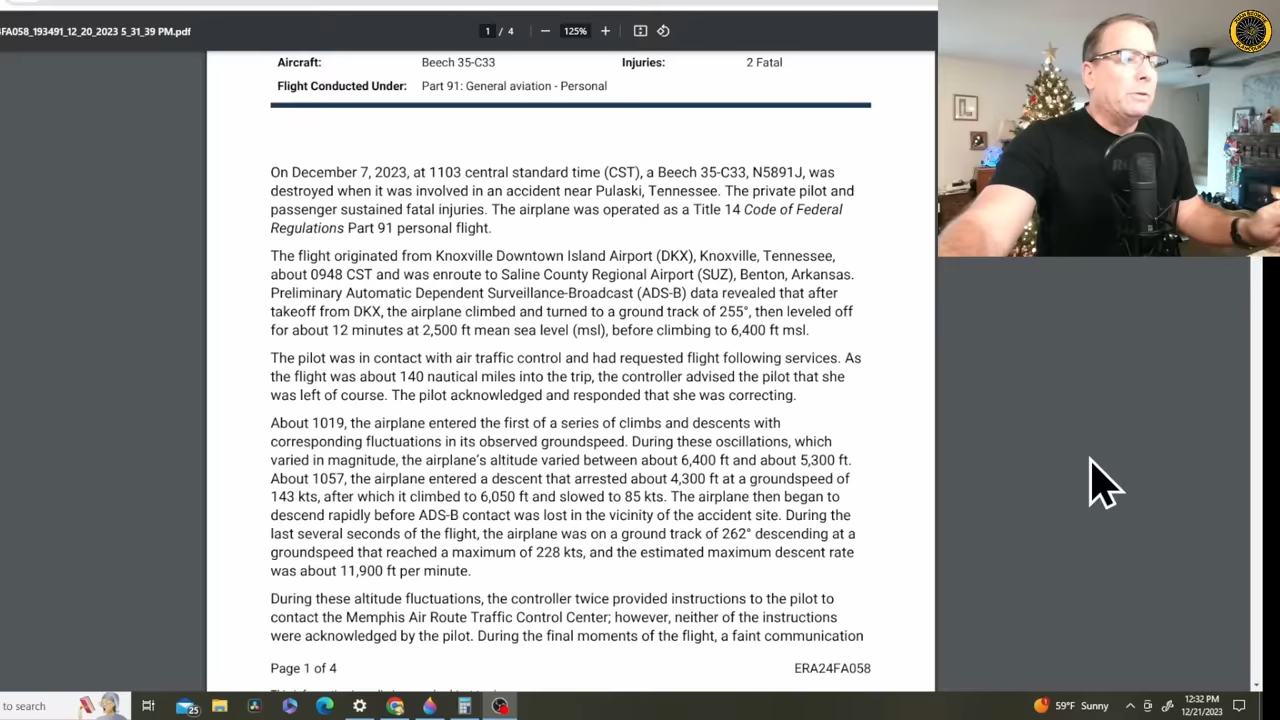 FA058_193491_12_20_2023 5_31_39 PM.pdf
1 / 4
125%
Aircraft: Beech 35-C33 Injuries: 2 Fatal
Flight Conducted Under: Part 91: General aviation - Personal
On December 7, 2023, at 1103 central standard time (CST), a Beech 35-C33, N5891J, was
destroyed when it was involved in an accident near Pulaski, Tennessee. The private pilot and
passenger sustained fatal injuries. The airplane was operated as a Title 14 Code of Federal
Regulations Part 91 personal flight.
The flight originated from Knoxville Downtown Island Airport (DKX), Knoxville, Tennessee,
about 0948 CST and was enroute to Saline County Regional Airport (SUZ), Benton, Arkansas.
Preliminary Automatic Dependent Surveillance-Broadcast (ADS-B) data revealed that after
takeoff from DKX, the airplane climbed and turned to a ground track of 255°, then leveled off
for about 12 minutes at 2,500 ft mean sea level (msl), before climbing to 6,400 ft msl.
The pilot was in contact with air traffic control and had requested flight following services. As
the flight was about 140 nautical miles into the trip, the controller advised the pilot that she
was left of course. The pilot acknowledged and responded that she was correcting.
About 1019, the airplane entered the first of a series of climbs and descents with
corresponding fluctuations in its observed groundspeed. During these oscillations, which
varied in magnitude, the airplane's altitude varied between about 6,400 ft and about 5,300 ft.
About 1057, the airplane entered a descent that arrested about 4,300 ft at a groundspeed of
143 kts, after which it climbed to 6,050 ft and slowed to 85 kts. The airplane then began to
descend rapidly before ADS-B contact was lost in the vicinity of the accident site. During the
last several seconds of the flight, the airplane was on a ground track of 262° descending at a
groundspeed that reached a maximum of 228 kts, and the estimated maximum descent rate
was about 11,900 ft per minute.
During these altitude fluctuations, the controller twice provided instructions to the pilot to
contact the Memphis Air Route Traffic Control Center; however, neither of the instructions
were acknowledged by the pilot. During the final moments of the flight, a faint communication
Page 1 of 4 ERA24FA058
to search
25
59°F Sunny
12:32 PM
12/21/2023